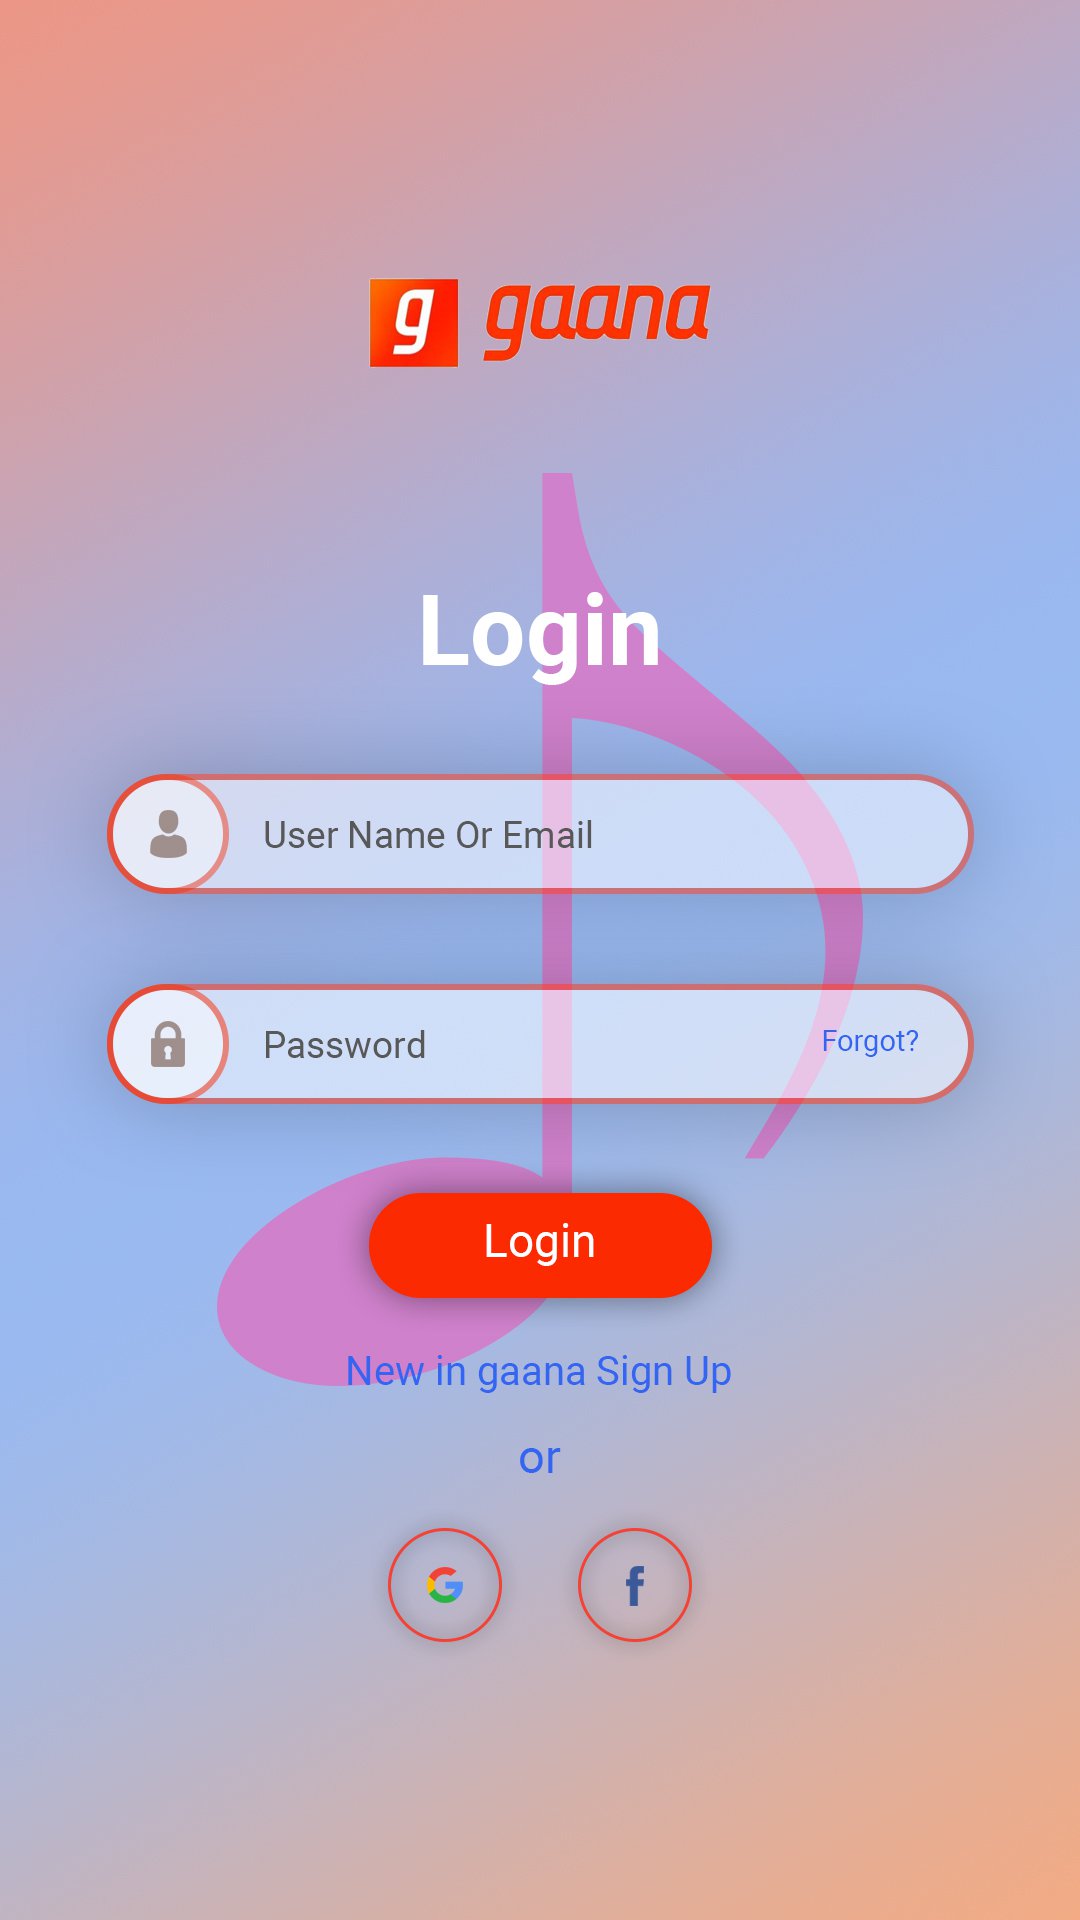 g gaana
Login
User Name Or Email
Password
Forgot?
Login
New in gaana Sign Up
or
G f